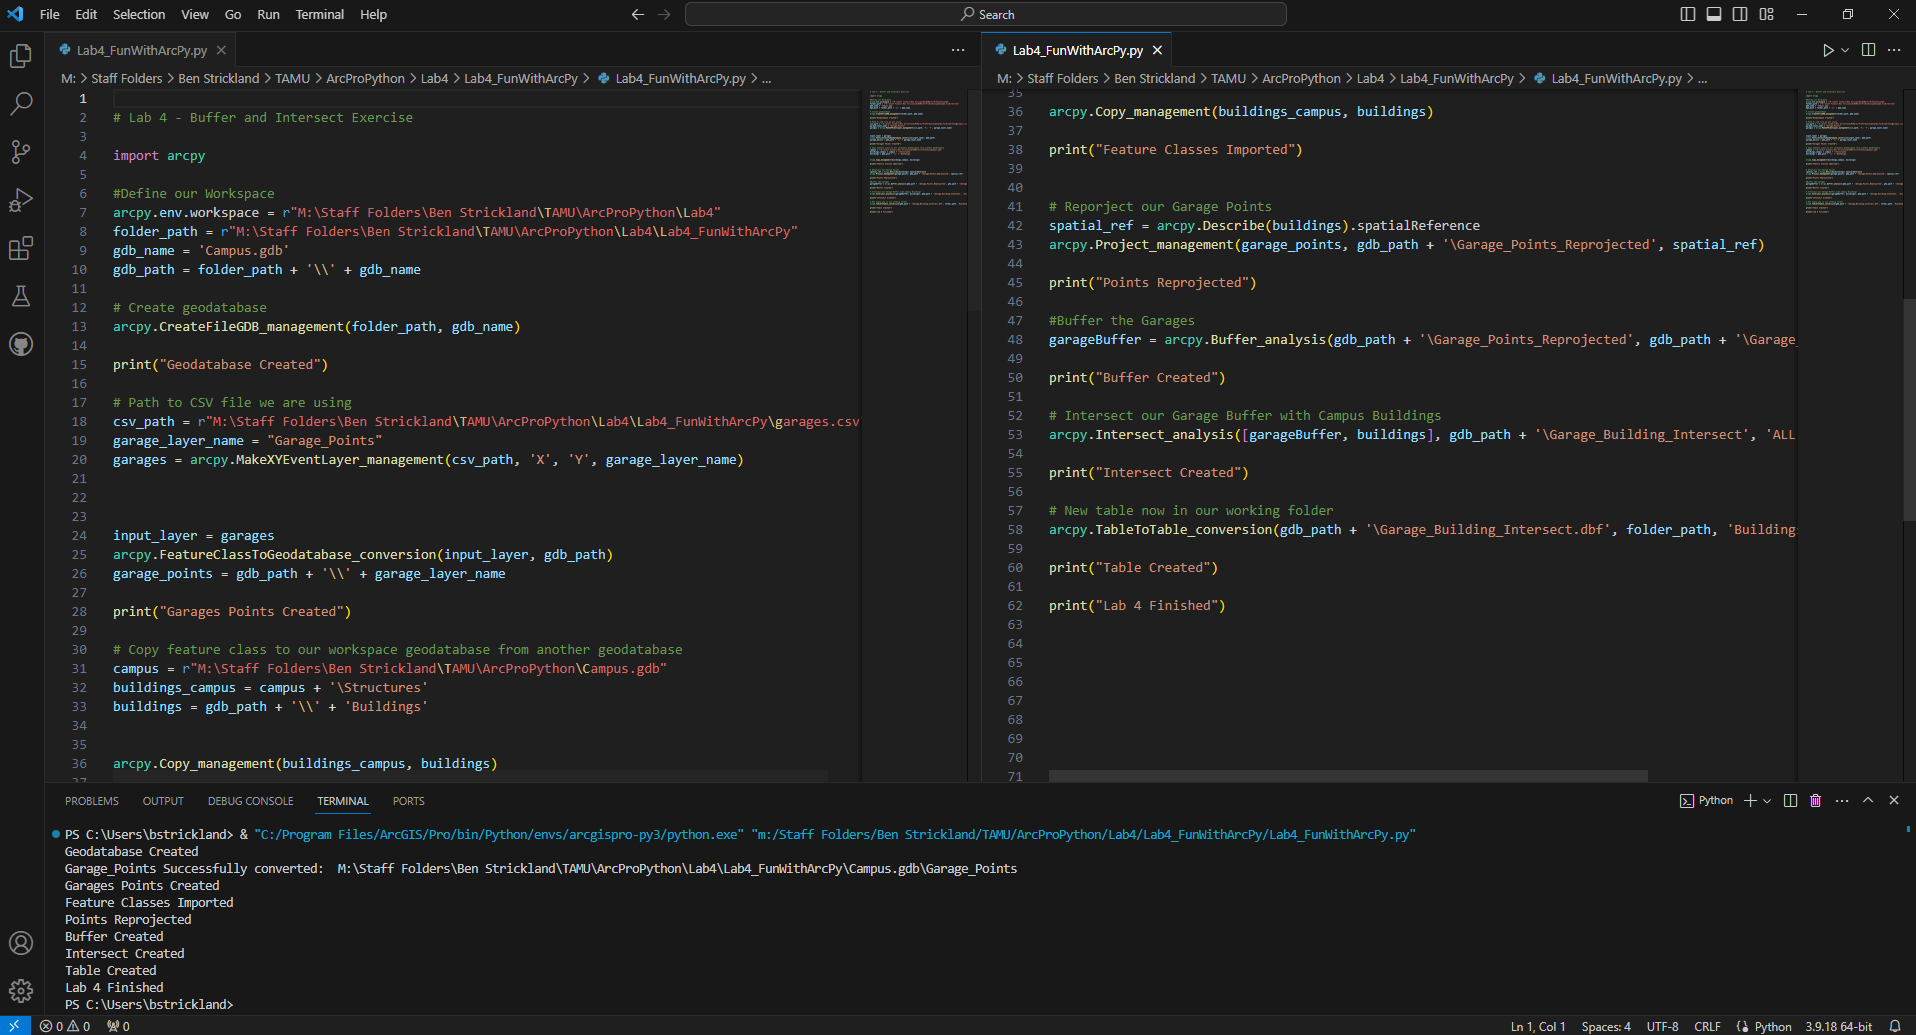 File Edit Selection View Go Run Terminal Help
Search
Lab4_FunWithArcPy.py
M: > Staff Folders > Ben Strickland > TAMU > ArcProPython > Lab4 > Lab4_FunWithArcPy > Lab4_FunWithArcPy.py > ...
1
2 # Lab 4 - Buffer and Intersect Exercise
3
4 import arcpy
5
6 #Define our Workspace
7 arcpy.env.workspace = r"M:\Staff Folders\Ben Strickland\TAMU\ArcProPython\Lab4"
8 folder_path = r"M:\Staff Folders\Ben Strickland\TAMU\ArcProPython\Lab4\Lab4_FunWithArcPy"
9 gdb_name = 'Campus.gdb'
10 gdb_path = folder_path + '\\' + gdb_name
11
12 # Create geodatabase
13 arcpy.CreateFileGDB_management(folder_path, gdb_name)
14
15 print("Geodatabase Created")
16
17 # Path to CSV file we are using
18 csv_path = r"M:\Staff Folders\Ben Strickland\TAMU\ArcProPython\Lab4\Lab4_FunWithArcPy\garages.csv
19 garage_layer_name = "Garage_Points"
20 garages = arcpy.MakeXYEventLayer_management(csv_path, 'X', 'Y', garage_layer_name)
21
22
23
24 input_layer = garages
25 arcpy.FeatureClassToGeodatabase_conversion(input_layer, gdb_path)
26 garage_points = gdb_path + '\\' + garage_layer_name
27
28 print("Garages Points Created")
29
30 # Copy feature class to our workspace geodatabase from another geodatabase
31 campus = r"M:\Staff Folders\Ben Strickland\TAMU\ArcProPython\Campus.gdb"
32 buildings_campus = campus + '\Structures'
33 buildings = gdb_path + '\\' + 'Buildings'
34
35
36 arcpy.Copy_management(buildings_campus, buildings)
37
Lab4_FunWithArcPy.py
M: > Staff Folders > Ben Strickland > TAMU > ArcProPython > Lab4 > Lab4_FunWithArcPy > Lab4_FunWithArcPy.py > ...
35
36 arcpy.Copy_management(buildings_campus, buildings)
37
38 print("Feature Classes Imported")
39
40
41 # Reporject our Garage Points
42 spatial_ref = arcpy.Describe(buildings).spatialReference
43 arcpy.Project_management(garage_points, gdb_path + '\Garage_Points_Reprojected', spatial_ref)
44
45 print("Points Reprojected")
46
47 #Buffer the Garages
48 garageBuffer = arcpy.Buffer_analysis(gdb_path + '\Garage_Points_Reprojected', gdb_path + '\Garage_
49
50 print("Buffer Created")
51
52 # Intersect our Garage Buffer with Campus Buildings
53 arcpy.Intersect_analysis([garageBuffer, buildings], gdb_path + '\Garage_Building_Intersect', 'ALL
54
55 print("Intersect Created")
56
57 # New table now in our working folder
58 arcpy.TableToTable_conversion(gdb_path + '\Garage_Building_Intersect.dbf', folder_path, 'Building
59
60 print("Table Created")
61
62 print("Lab 4 Finished")
63
64
65
66
67
68
69
70
71
PROBLEMS OUTPUT DEBUG CONSOLE TERMINAL PORTS
Python
PS C:\Users\bstrickland> & "C:/Program Files/ArcGIS/Pro/bin/Python/envs/arcgispro-py3/python.exe" "m:/Staff Folders/Ben Strickland/TAMU/ArcProPython/Lab4/Lab4_FunWithArcPy/Lab4_FunWithArcPy.py"
Geodatabase Created
Garage_Points Successfully converted:  M:\Staff Folders\Ben Strickland\TAMU\ArcProPython\Lab4\Lab4_FunWithArcPy\Campus.gdb\Garage_Points
Garages Points Created
Feature Classes Imported
Points Reprojected
Buffer Created
Intersect Created
Table Created
Lab 4 Finished
PS C:\Users\bstrickland>
0 0 0
Ln 1, Col 1 Spaces: 4 UTF-8 CRLF Python 3.9.18 64-bit